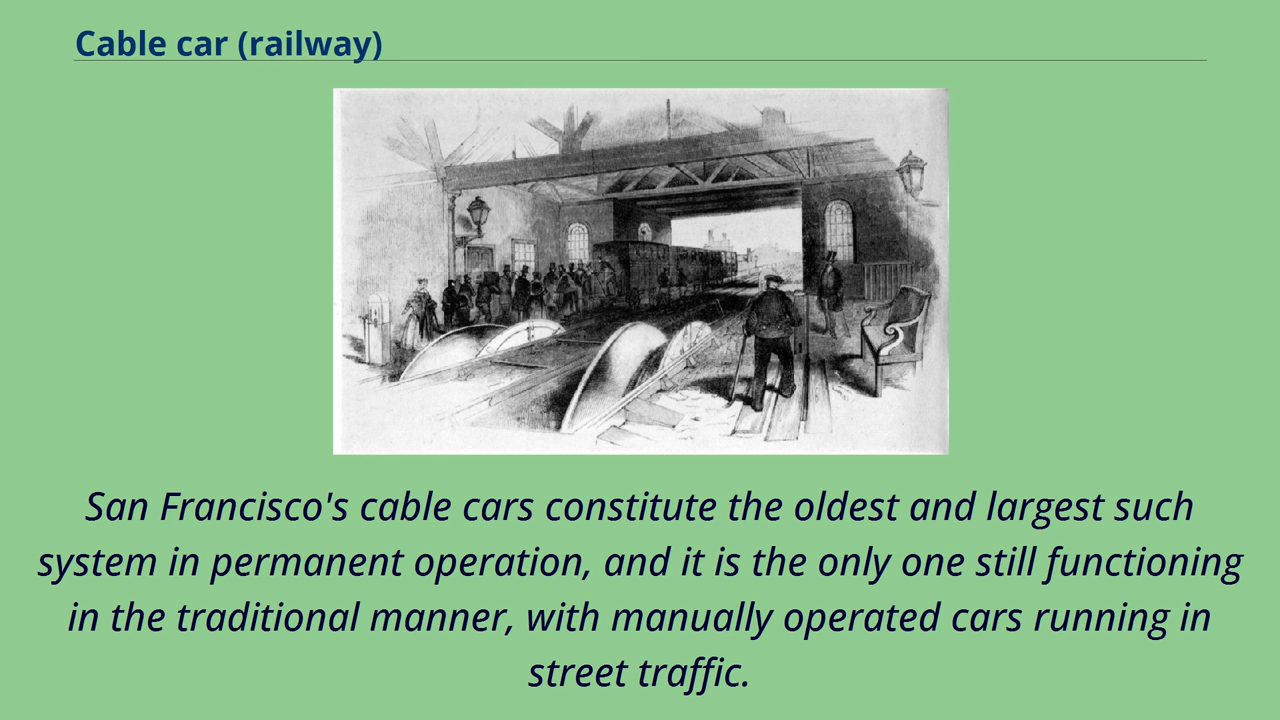 Cable car (railway)
San Francisco's cable cars constitute the oldest and largest such
system in permanent operation, and it is the only one still functioning
in the traditional manner, with manually operated cars running in
street traffic.